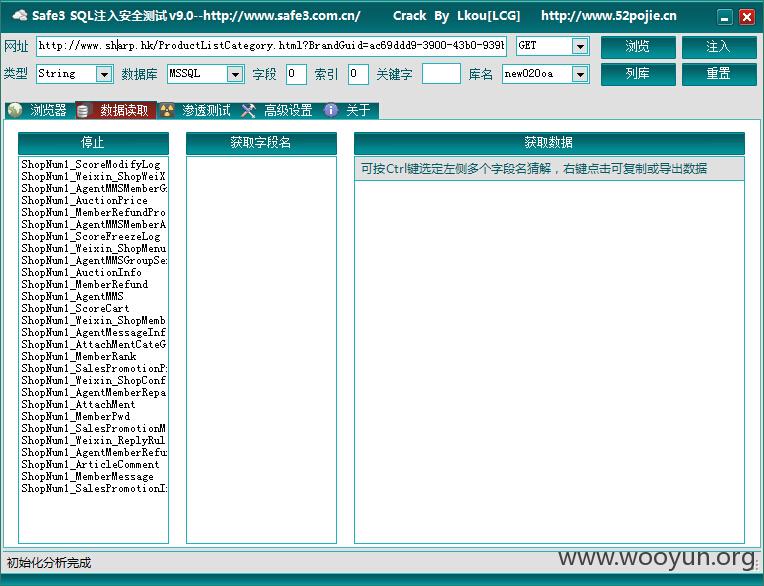 Safe3 SQL注入安全测试 v9.0--http://www.safe3.com.cn/ Crack By Lkou[LCG] http://www.52pojie.cn
网址 http://www.sharp.hk/ProductListCategory.html?BrandGuid=ac69ddd9-3900-43b0-939b GET 浏览 注入
类型 String 数据库 MSSQL 字段 0 索引 0 关键字 库名 new020oa 列库 重置
浏览器 数据读取 渗透测试 高级设置 关于
停止 获取字段名 获取数据
可按Ctrl键选定左侧多个字段名猜解，右键点击可复制或导出数据
ShopNum1_ScoreModifyLog
ShopNum1_Weixin_ShopWeiX
ShopNum1_AgentMMSMemberG
ShopNum1_AuctionPrice
ShopNum1_MemberRefundPro
ShopNum1_AgentMMSMemberA
ShopNum1_ScoreFreezeLog
ShopNum1_Weixin_ShopMenu
ShopNum1_AgentMMSGroupSe
ShopNum1_AuctionInfo
ShopNum1_MemberRefund
ShopNum1_AgentMMS
ShopNum1_ScoreCart
ShopNum1_Weixin_ShopMemb
ShopNum1_AgentMessageInf
ShopNum1_AttachMentCateG
ShopNum1_MemberRank
ShopNum1_SalesPromotionP
ShopNum1_Weixin_ShopConf
ShopNum1_AgentMemberRepa
ShopNum1_AttachMent
ShopNum1_MemberPwd
ShopNum1_SalesPromotionM
ShopNum1_Weixin_ReplyRul
ShopNum1_AgentMemberRefu
ShopNum1_ArticleComment
ShopNum1_MemberMessage
ShopNum1_SalesPromotionI
初始化分析完成
www.wooyun.org